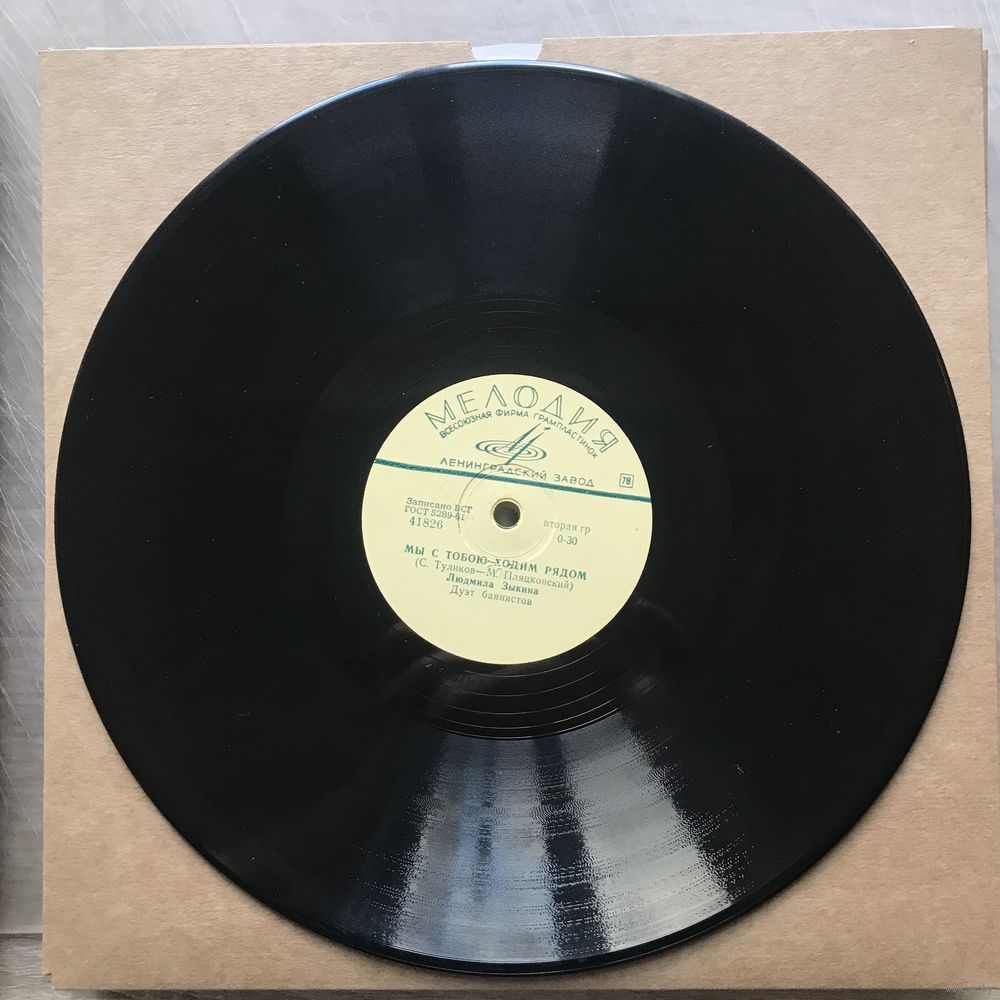 МЕЛОДИЯ
ВСЕСОЮЗНАЯ ФИРМА ГРАМПЛАСТИНОК
ЛЕНИНГРАДСКИЙ ЗАВОД
78
Записано ВСГ
ГОСТ 5289-61
41826
вторая гр
0-30
МЫ С ТОБОЮ ХОДИМ РЯДОМ
(С. Туликов—М. Пляцковский)
Людмила Зыкина
Дуэт баянистов